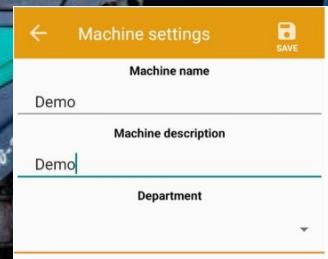 Machine settings
SAVE
Machine name
Demo
Machine description
Demo
Department